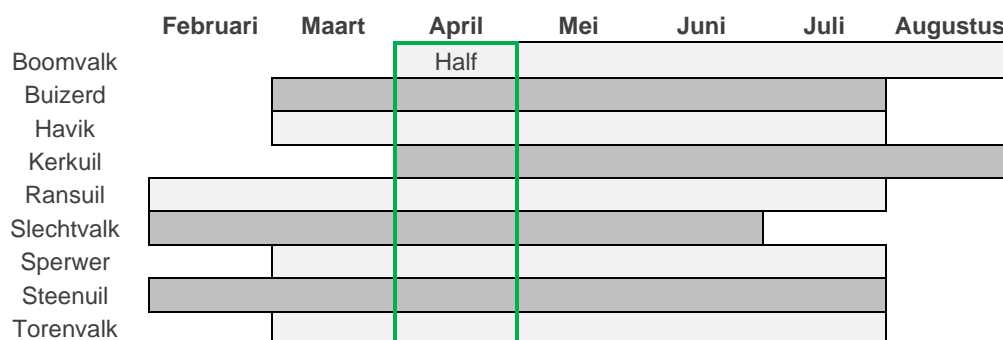 Februari Maart April Mei Juni Juli Augustus
Boomvalk Half
Buizerd
Havik
Kerkuil
Ransuil
Slechtvalk
Sperwer
Steenuil
Torenvalk